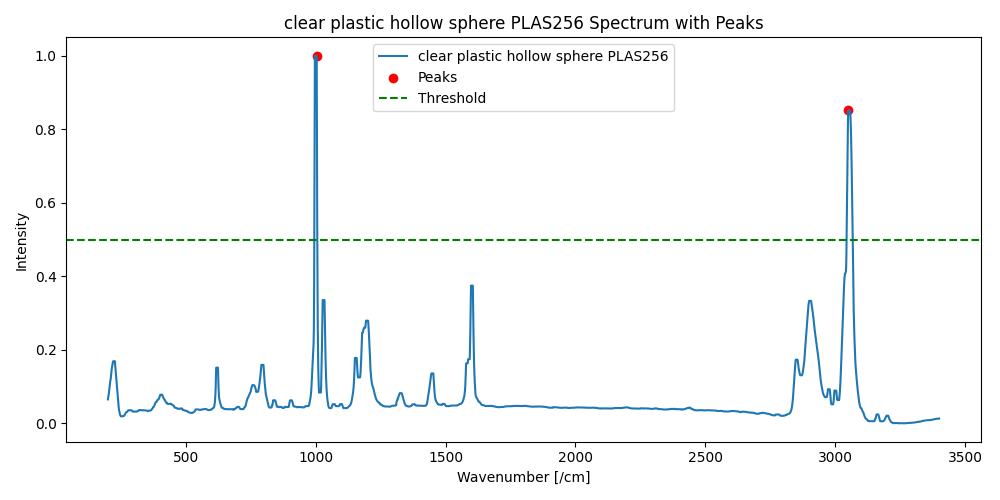 clear plastic hollow sphere PLAS256 Spectrum with Peaks
clear plastic hollow sphere PLAS256
Peaks
Threshold
Intensity
1.0
0.8
0.6
0.4
0.2
0.0
500
1000
1500
2000
2500
3000
3500
Wavenumber [/cm]